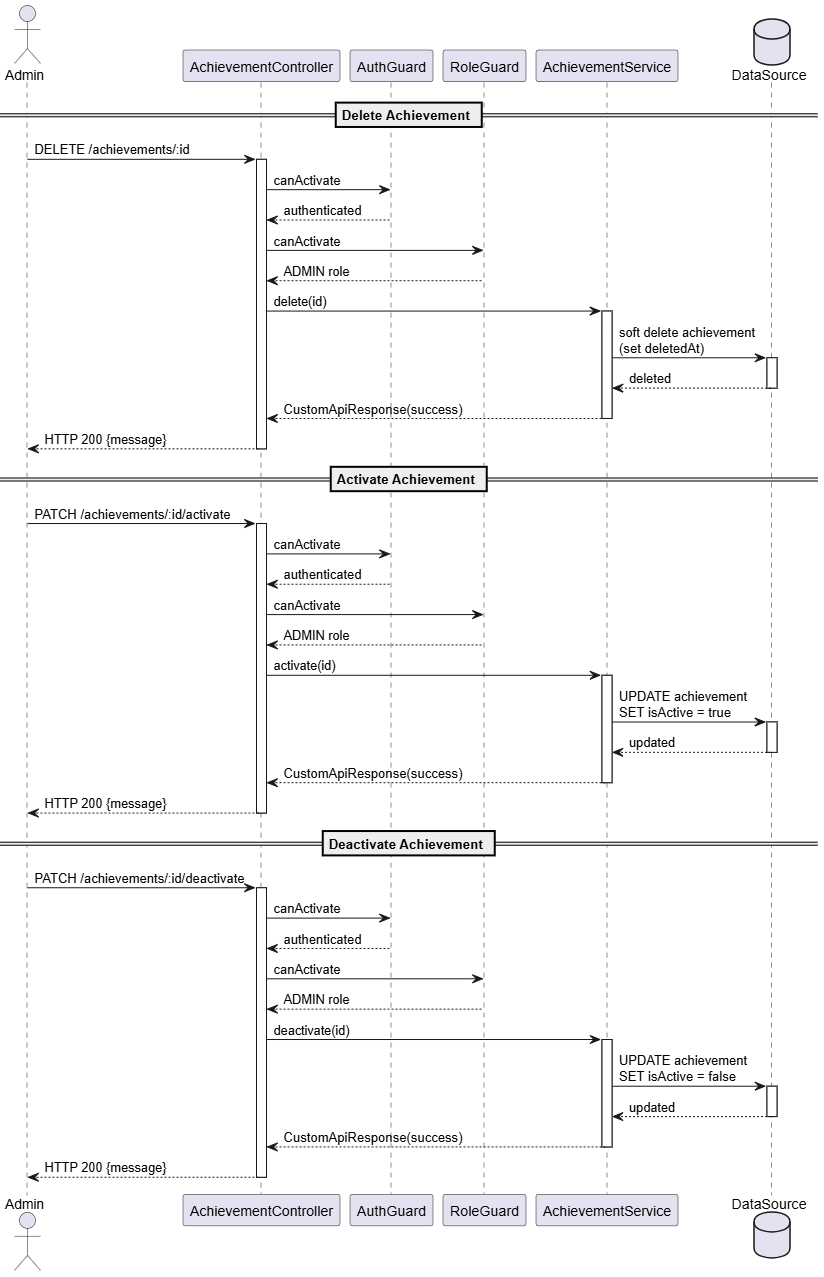 Admin
AchievementController
AuthGuard
RoleGuard
AchievementService
DataSource
Delete Achievement
DELETE /achievements/:id
canActivate
authenticated
canActivate
ADMIN role
delete(id)
soft delete achievement
(set deletedAt)
deleted
CustomApiResponse(success)
HTTP 200 {message}
Activate Achievement
PATCH /achievements/:id/activate
canActivate
authenticated
canActivate
ADMIN role
activate(id)
UPDATE achievement
SET isActive = true
updated
CustomApiResponse(success)
HTTP 200 {message}
Deactivate Achievement
PATCH /achievements/:id/deactivate
canActivate
authenticated
canActivate
ADMIN role
deactivate(id)
UPDATE achievement
SET isActive = false
updated
CustomApiResponse(success)
HTTP 200 {message}
Admin
AchievementController
AuthGuard
RoleGuard
AchievementService
DataSource